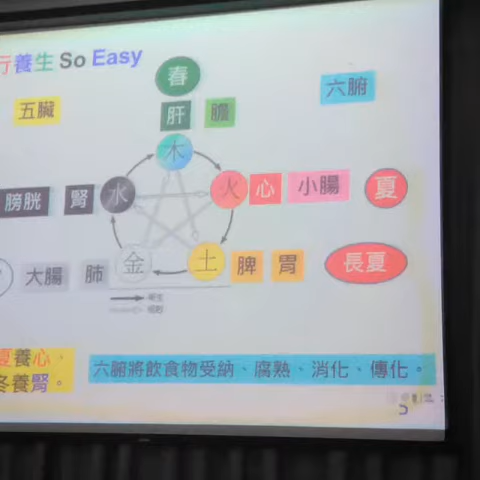 行養生 So Easy
春
六腑
五臟
肝 膽
木
膀胱 腎 水 火 心 小腸 夏
大腸 肺 金 土 脾 胃 長夏
夏養心。
冬養腎。
六腑將飲食物受納、腐熟、消化、傳化。
5